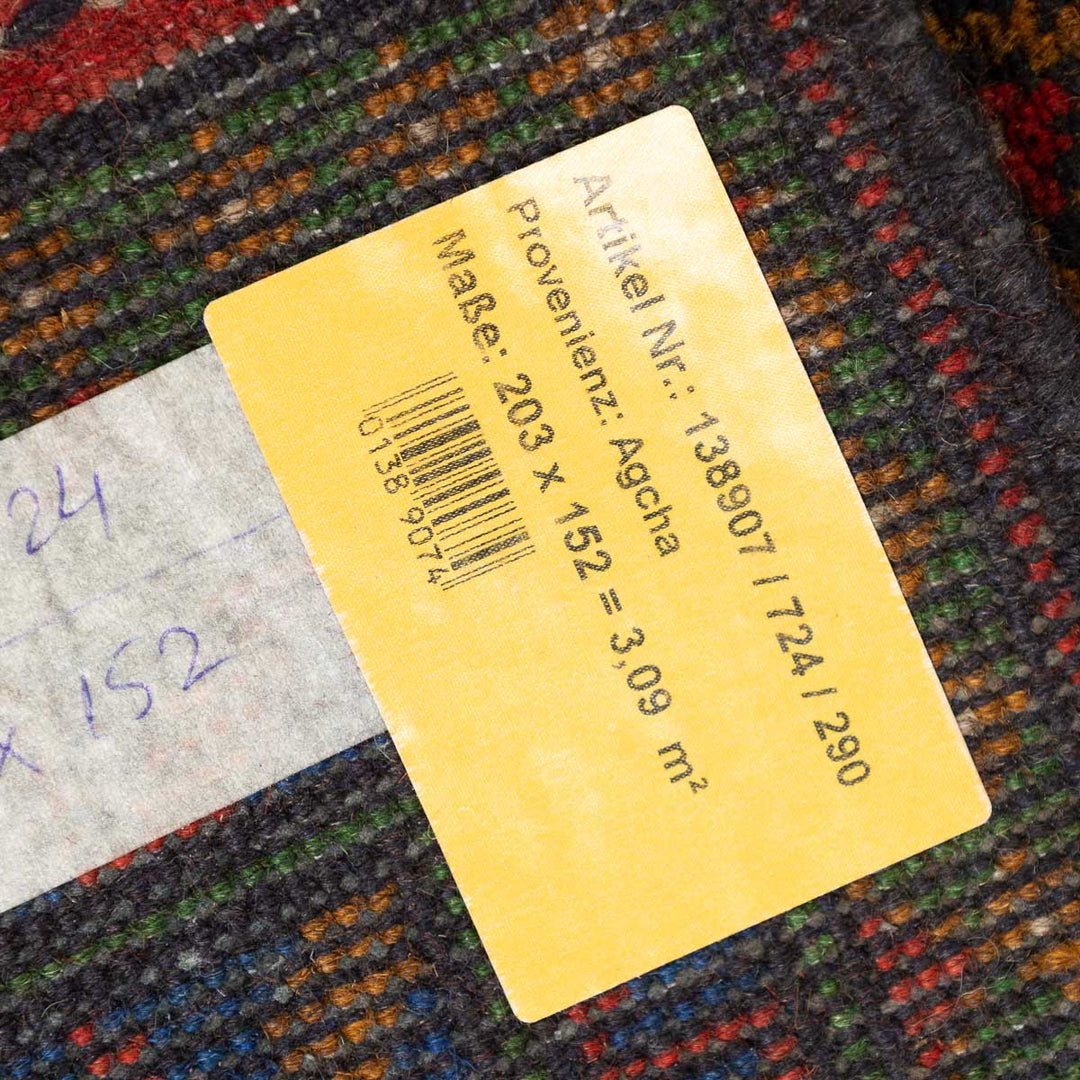 Artikel Nr.: 138907 / 724 / 290
Provenienz: Agcha
Maße: 203 x 152 = 3,09 m²
0138 9074
24
x 152